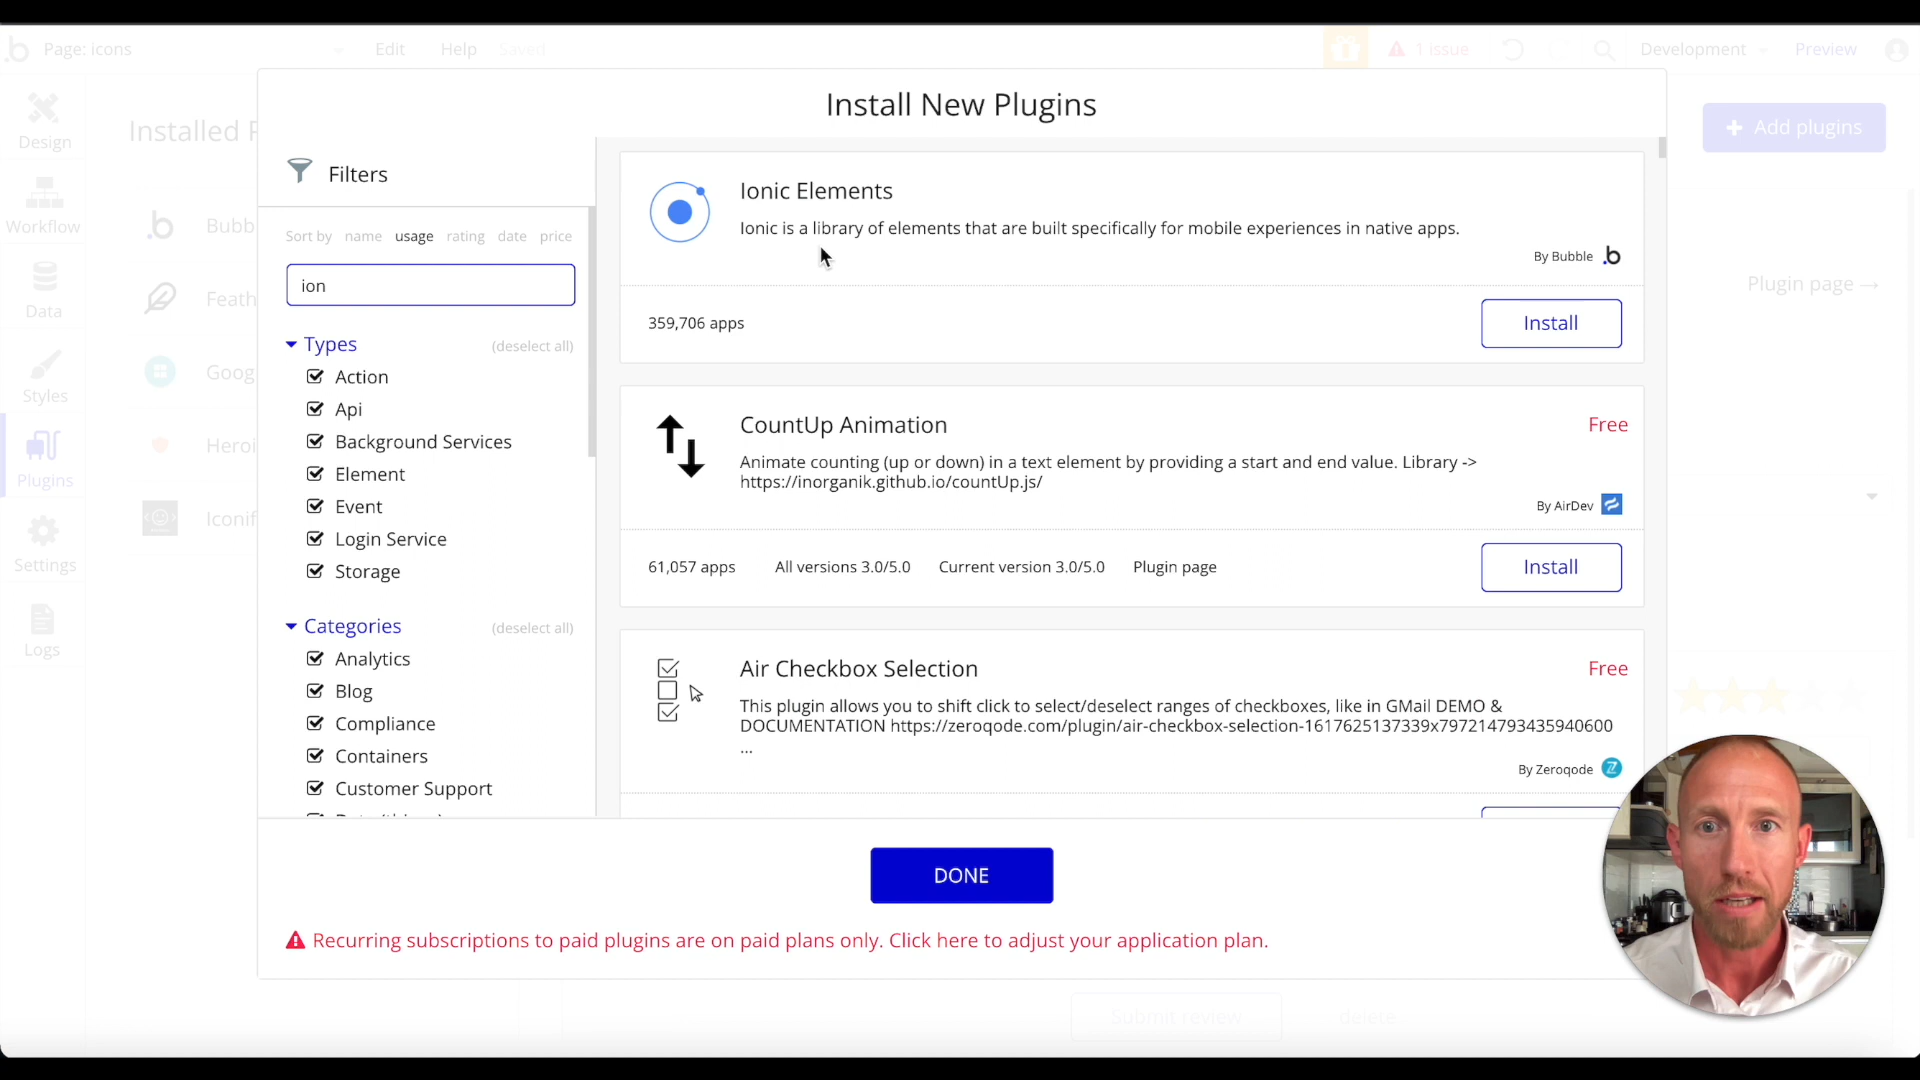 Page: icons
Edit
Help
Saved
1 issue
Development
Preview
Install New Plugins
Design
Workflow
Data
Styles
Plugins
Settings
Logs
Installed P
Bubb
Feath
Goog
Heroi
Iconif
+ Add plugins
Plugin page →
Filters
Sort by name usage rating date price
ion
Types (deselect all)
Action
Api
Background Services
Element
Event
Login Service
Storage
Categories (deselect all)
Analytics
Blog
Compliance
Containers
Customer Support
Ionic Elements
Ionic is a library of elements that are built specifically for mobile experiences in native apps.
By Bubble
359,706 apps
Install
CountUp Animation
Free
Animate counting (up or down) in a text element by providing a start and end value. Library ->
https://inorganik.github.io/countUp.js/
By AirDev
61,057 apps All versions 3.0/5.0 Current version 3.0/5.0 Plugin page
Install
Air Checkbox Selection
Free
This plugin allows you to shift click to select/deselect ranges of checkboxes, like in GMail DEMO &
DOCUMENTATION https://zeroqode.com/plugin/air-checkbox-selection-1617625137339x797214793435940600
...
By Zeroqode
DONE
Recurring subscriptions to paid plugins are on paid plans only. Click here to adjust your application plan.
Submit review
delete